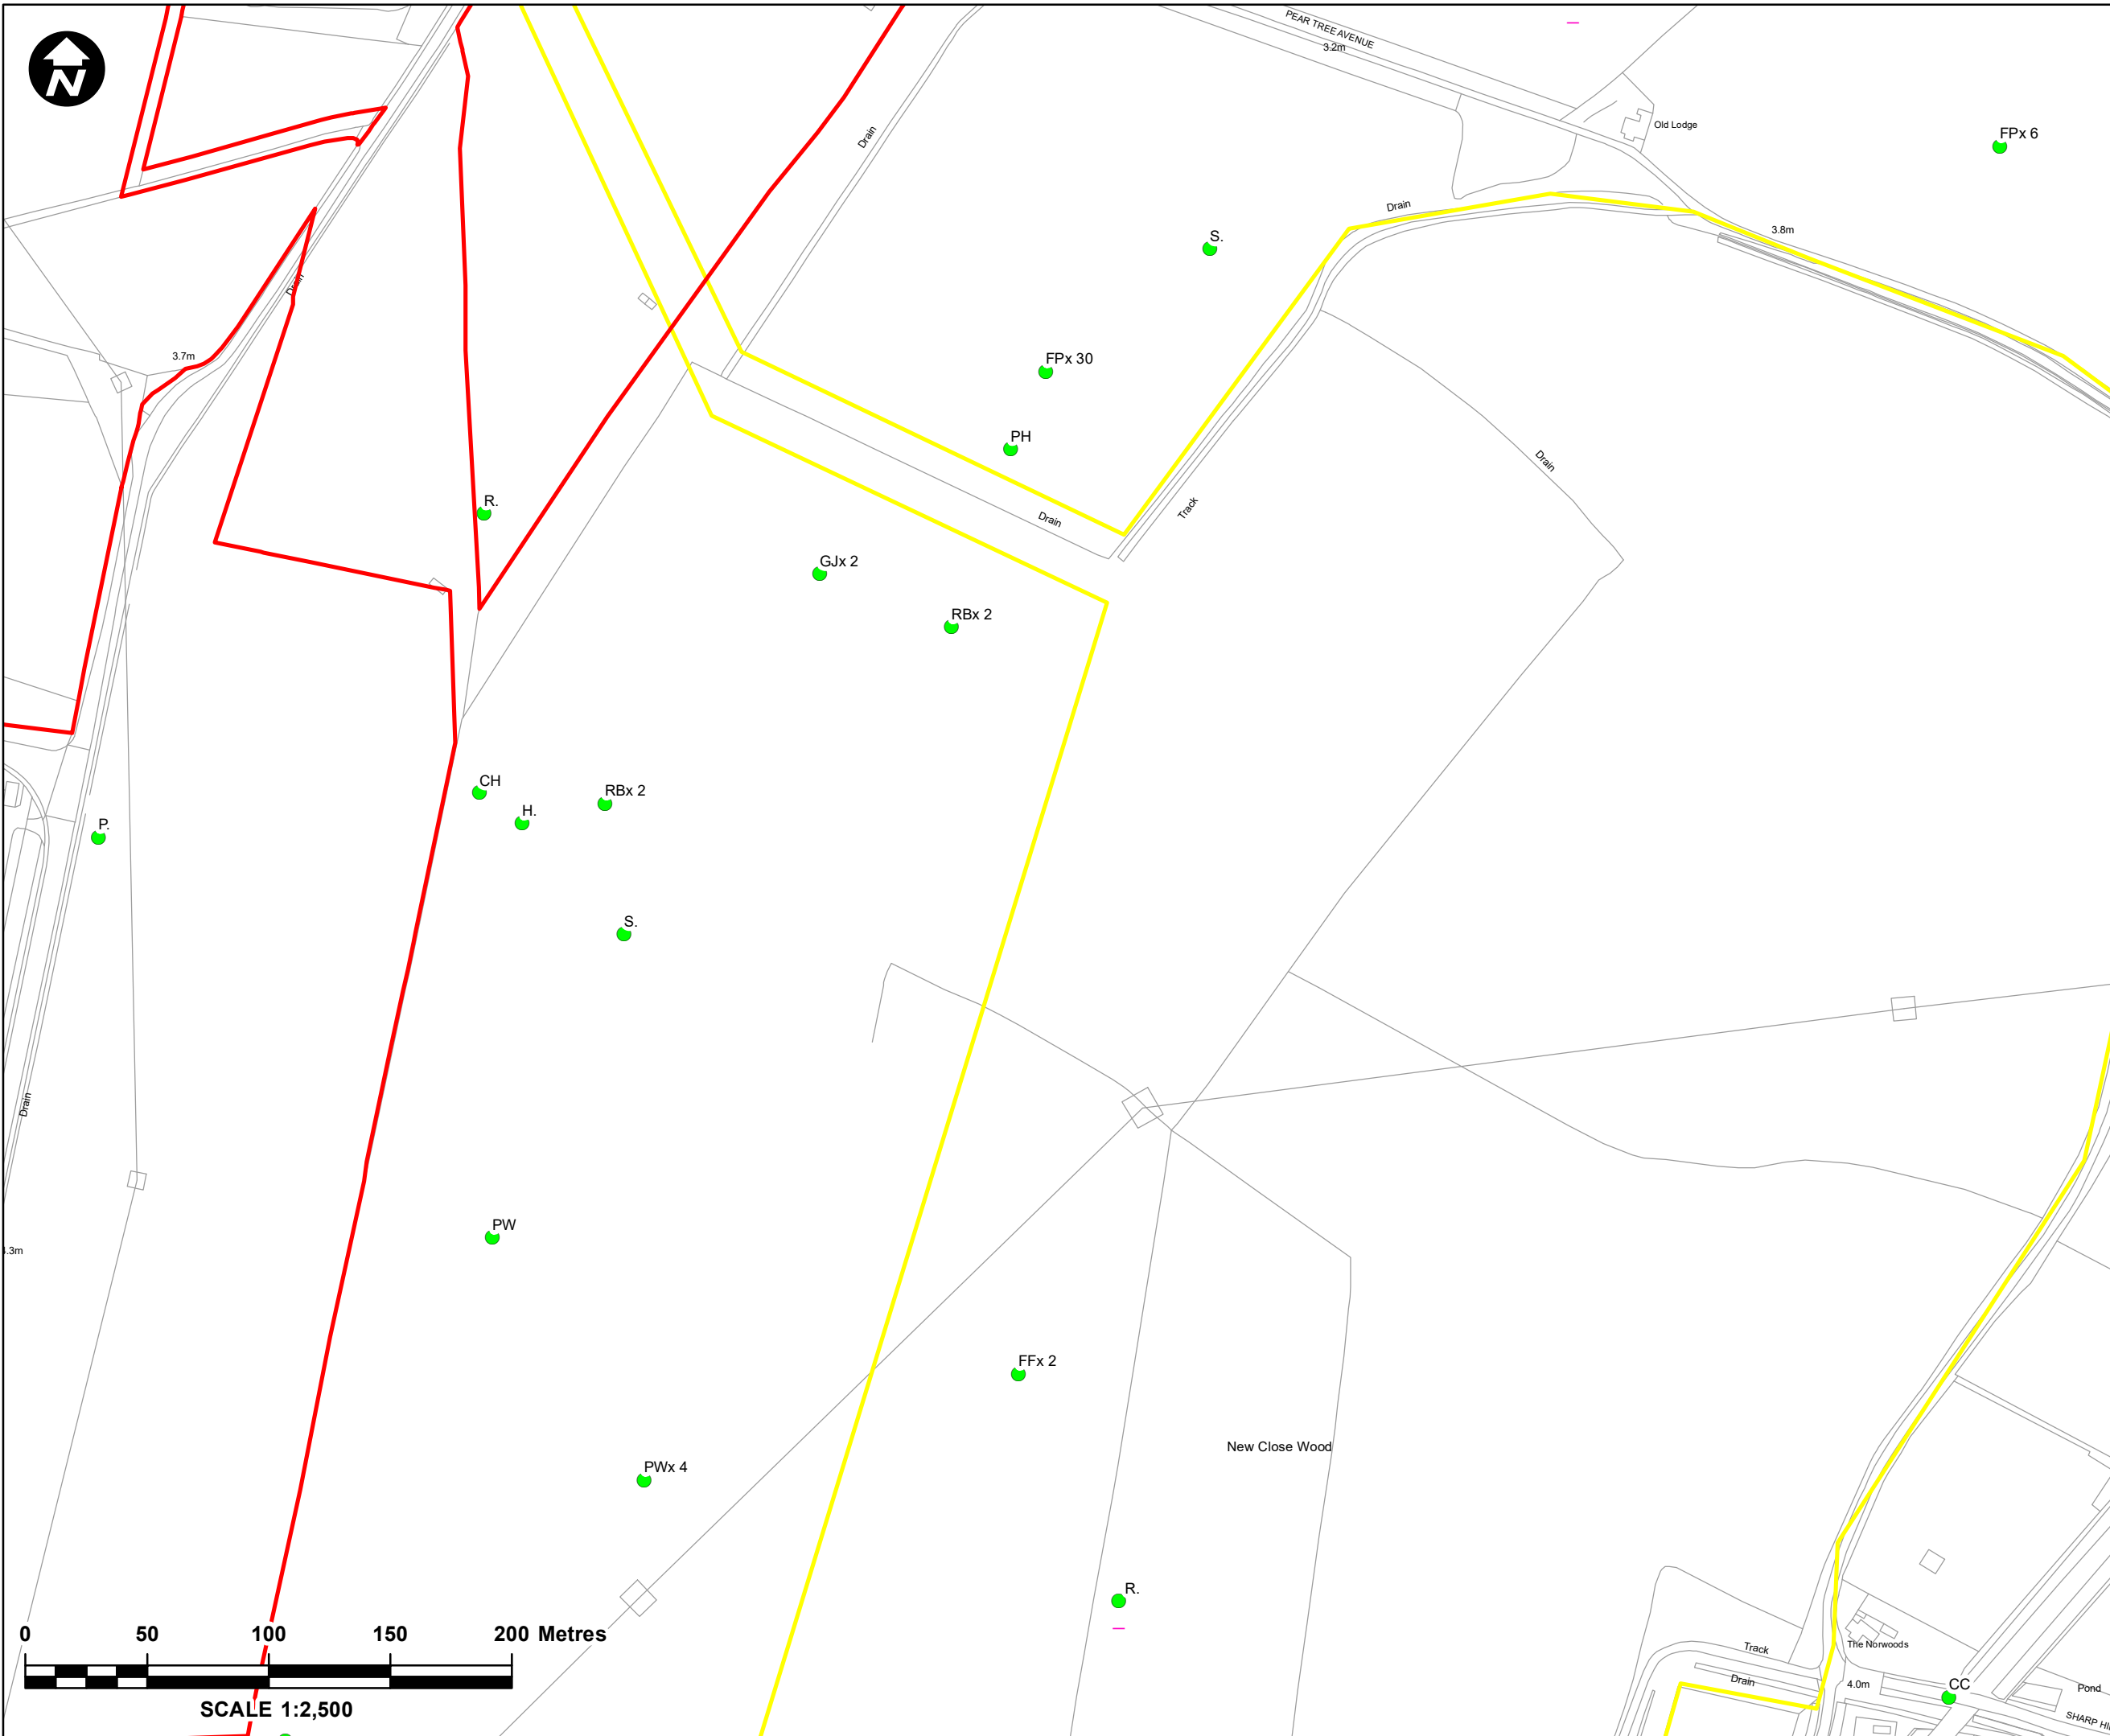 PEAR TREE AVENUE
3.2m
N
Old Lodge
FPx 6
Drain
Drain
S.
3.8m
Drain
3.7m
FPx 30
PH
Drain
R.
Track
Drain
GJx 2
RBx 2
CH
RBx 2
H.
P.
S.
Drain
PW
FFx 2
New Close Wood
PWx 4
R.
0 50 100 150 200 Metres
SCALE 1:2,500
Track
The Norwoods
Drain
4.0m
CC
Pond